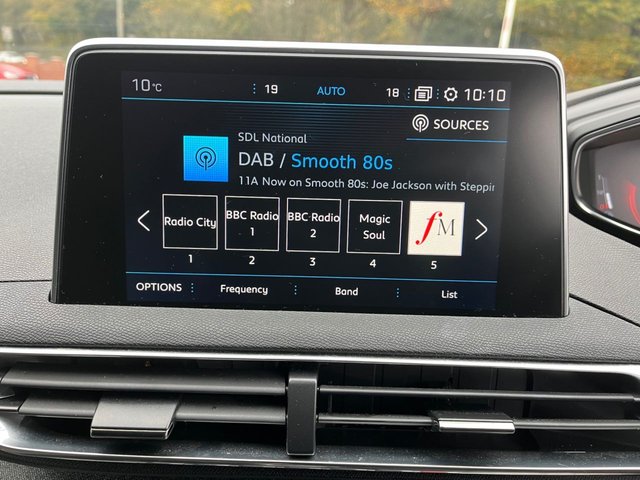 10°C 19 AUTO 18 10:10
SOURCES
SDL National
DAB / Smooth 80s
11A Now on Smooth 80s: Joe Jackson with Steppin
Radio City
BBC Radio
1
BBC Radio
2
Magic
Soul
fM
1 2 3 4 5
OPTIONS Frequency Band List